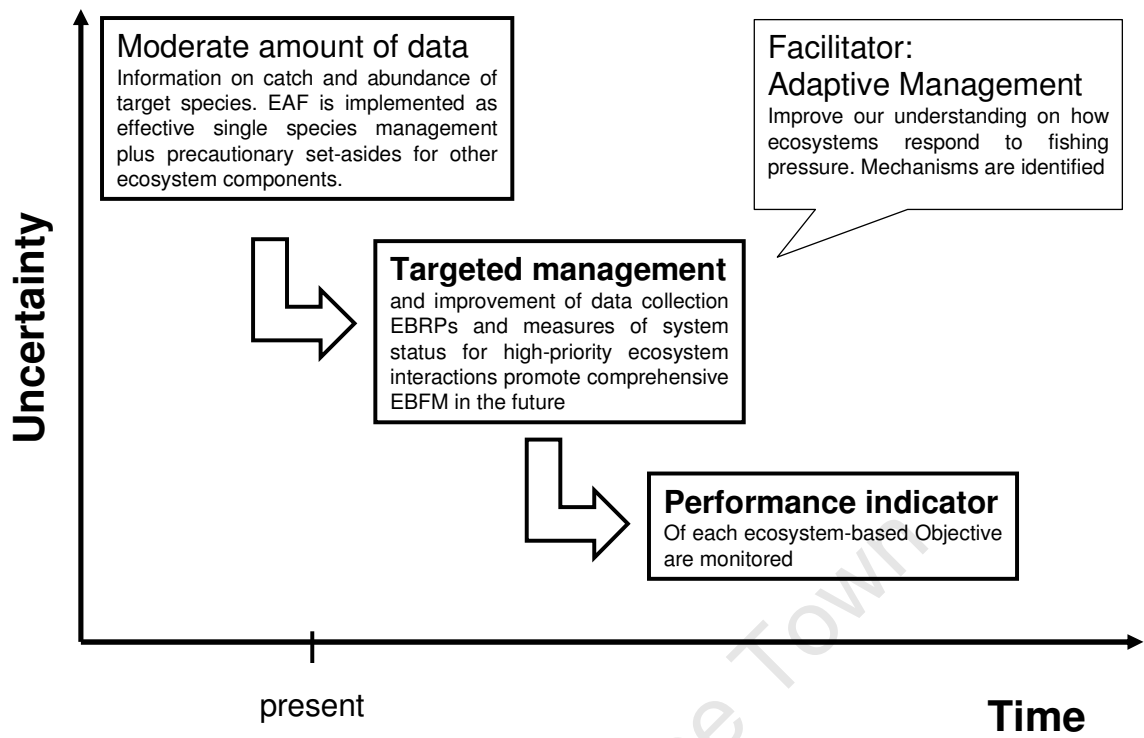 Moderate amount of data
Information on catch and abundance of
target species. EAF is implemented as
effective single species management
plus precautionary set-asides for other
ecosystem components.
Facilitator:
Adaptive Management
Improve our understanding on how
ecosystems respond to fishing
pressure. Mechanisms are identified
Uncertainty
Targeted management
and improvement of data collection
EBRPs and measures of system
status for high-priority ecosystem
interactions promote comprehensive
EBFM in the future
Performance indicator
Of each ecosystem-based Objective
are monitored
present
Time
Town